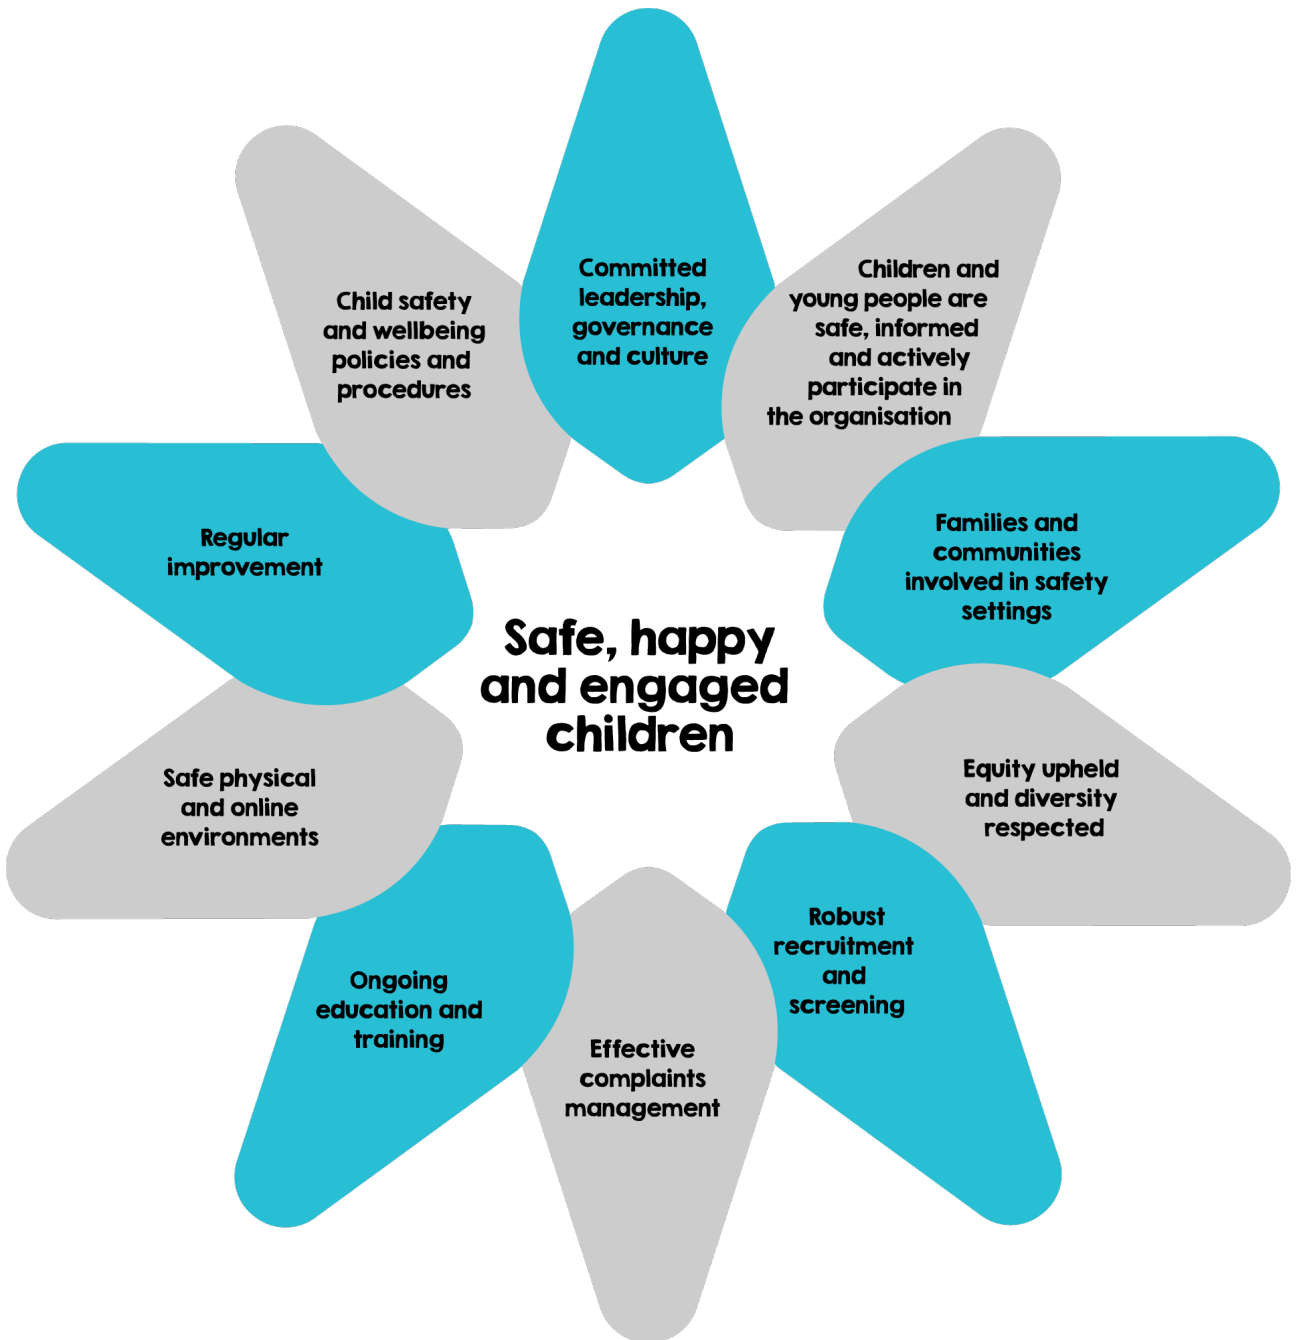 Committed
leadership,
governance
and culture
Children and
young people are
safe, informed
and actively
participate in
the organisation
Families and
communities
involved in safety
settings
Equity upheld
and diversity
respected
Robust
recruitment
and
screening
Effective
complaints
management
Ongoing
education and
training
Safe physical
and online
environments
Regular
improvement
Child safety
and wellbeing
policies and
procedures
Safe, happy
and engaged
children